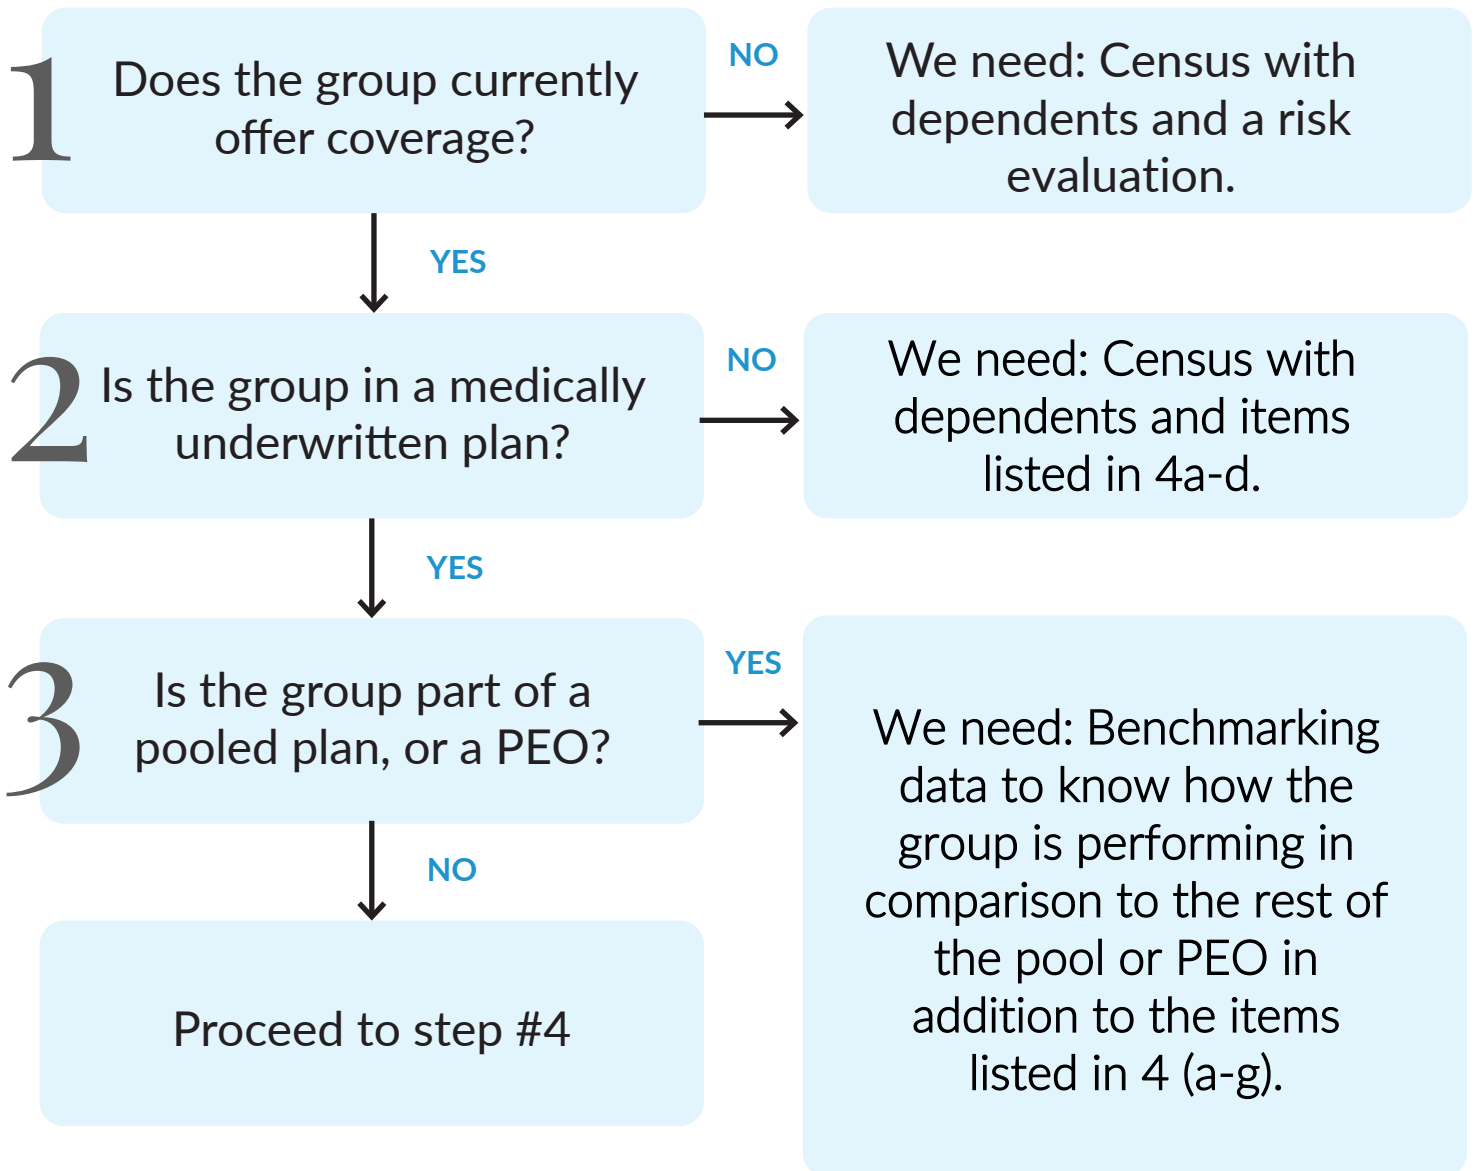 1
Does the group currently
offer coverage?
NO
We need: Census with
dependents and a risk
evaluation.
YES
2
Is the group in a medically
underwritten plan?
NO
We need: Census with
dependents and items
listed in 4a-d.
YES
3
Is the group part of a
pooled plan, or a PEO?
YES
We need: Benchmarking
data to know how the
group is performing in
comparison to the rest of
the pool or PEO in
addition to the items
listed in 4 (a-g).
NO
Proceed to step #4